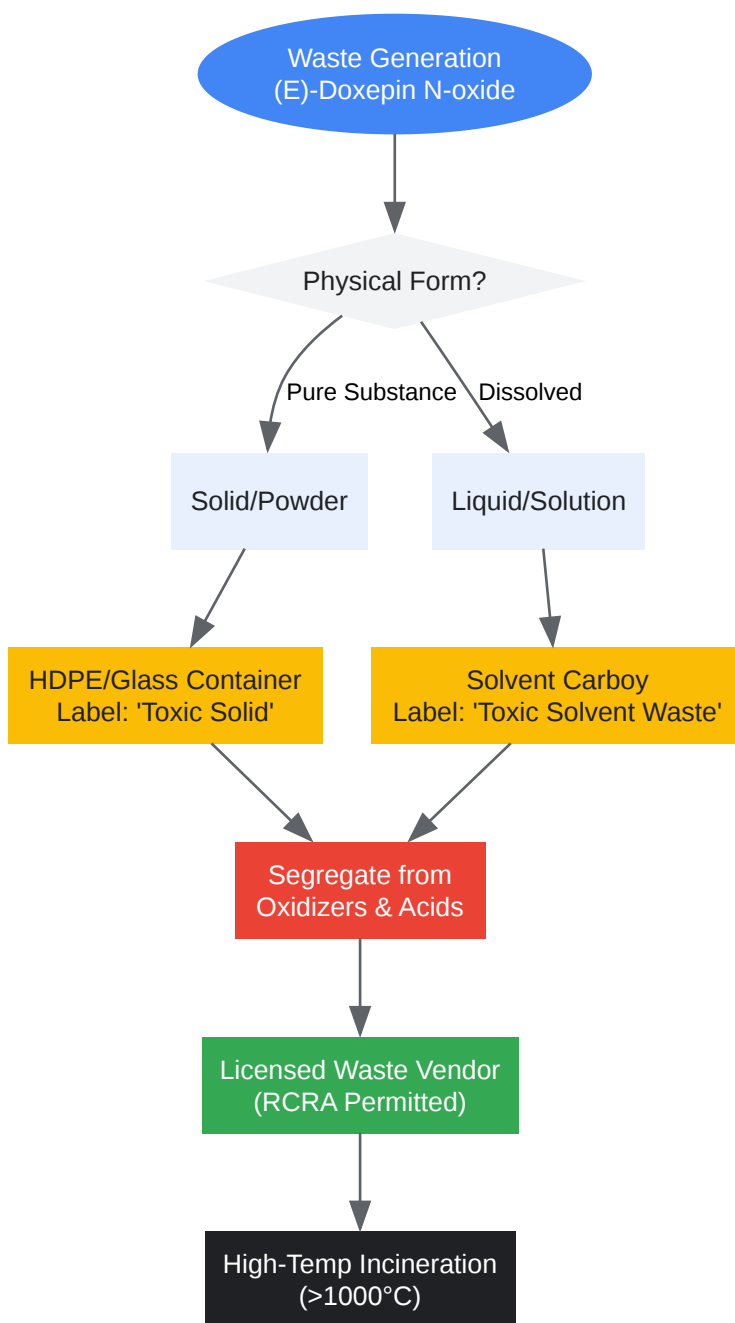 Waste Generation
(E)-Doxepin N-oxide
Physical Form?
Pure Substance
Dissolved
Solid/Powder
Liquid/Solution
HDPE/Glass Container
Label: 'Toxic Solid'
Solvent Carboy
Label: 'Toxic Solvent Waste'
Segregate from
Oxidizers & Acids
Licensed Waste Vendor
(RCRA Permitted)
High-Temp Incineration
(>1000°C)